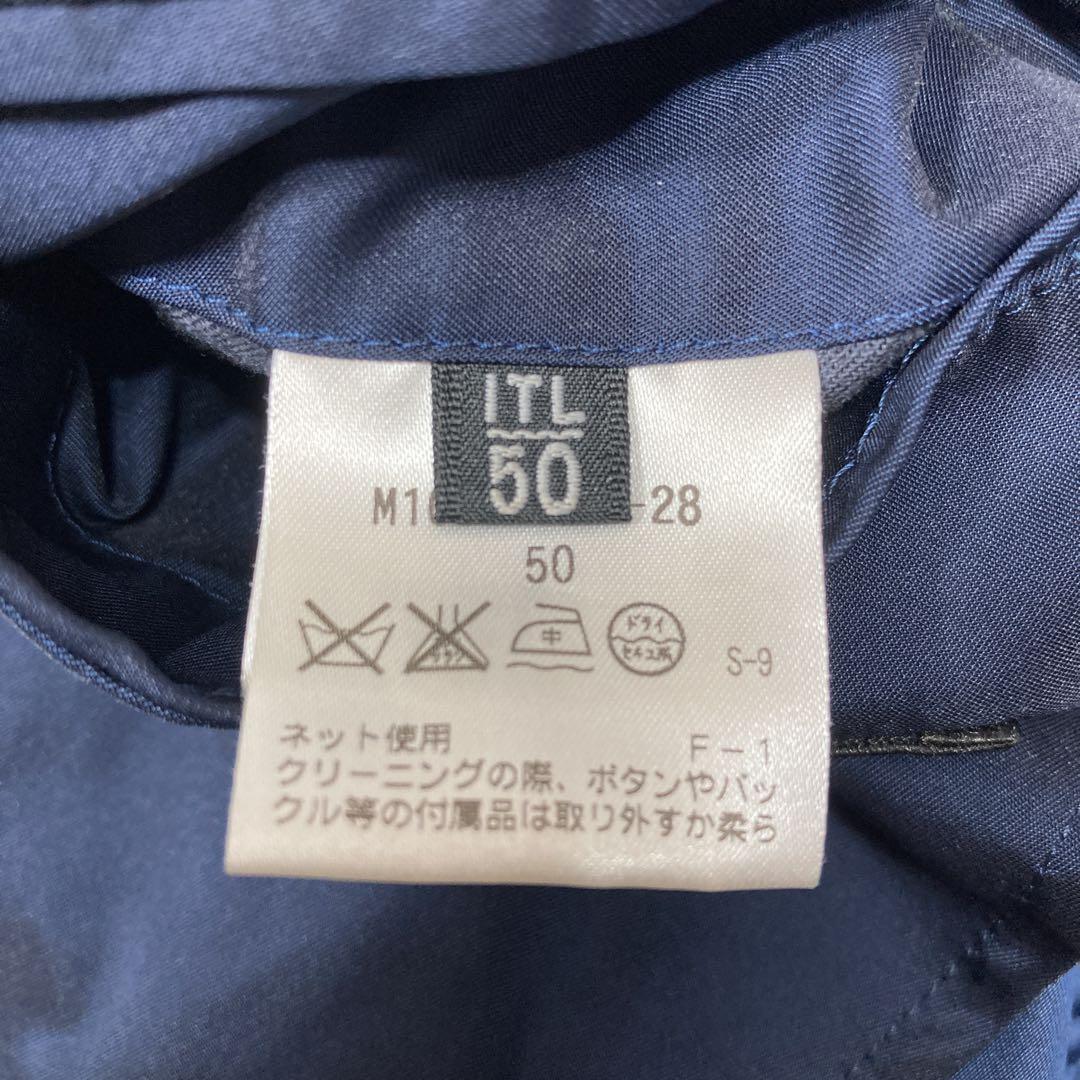 ITL
50
M1 -28
50
中 ドライ
セキユ系 S-9
ネット使用 F-1
クリーニングの際、ボタンやバッ
クル等の付属品は取り外すか柔ら